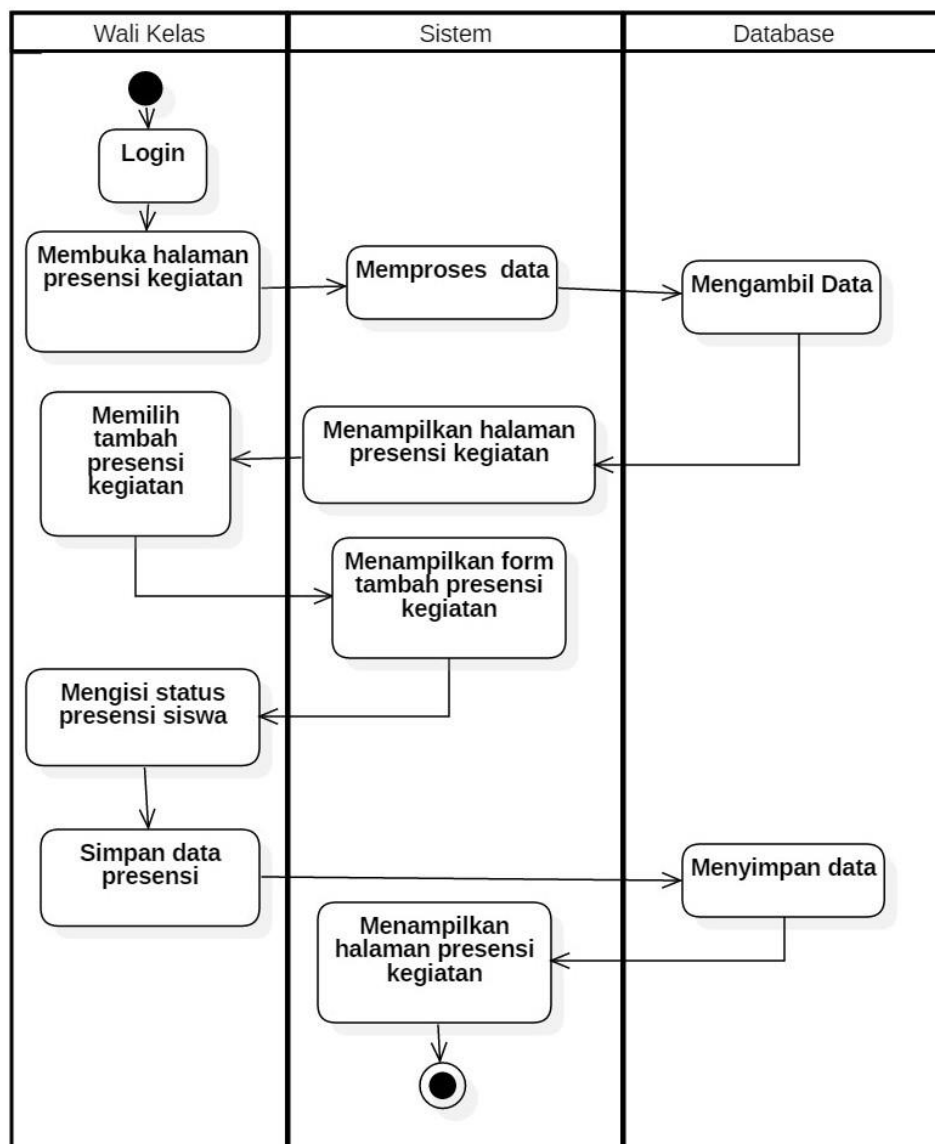 Wali Kelas
Sistem
Database
Login
Membuka halaman
presensi kegiatan
Memproses  data
Mengambil Data
Memilih
tambah
presensi
kegiatan
Menampilkan halaman
presensi kegiatan
Menampilkan form
tambah presensi
kegiatan
Mengisi status
presensi siswa
Simpan data
presensi
Menyimpan data
Menampilkan
halaman presensi
kegiatan